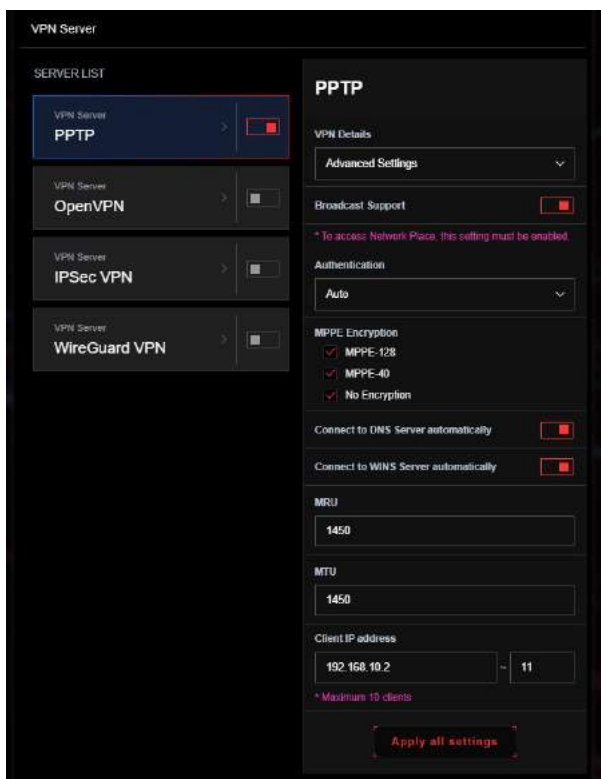 VPN Server
SERVER LIST
VPN Server
PPTP
VPN Server
OpenVPN
VPN Server
IPSec VPN
VPN Server
WireGuard VPN
PPTP
VPN Details
Advanced Settings
Broadcast Support
* To access Network Place, this setting must be enabled.
Authentication
Auto
MPPE Encryption
MPPE-128
MPPE-40
No Encryption
Connect to DNS Server automatically
Connect to WINS Server automatically
MRU
1450
MTU
1450
Client IP address
192.168.10.2 ~ 11
* Maximum 10 clients
Apply all settings